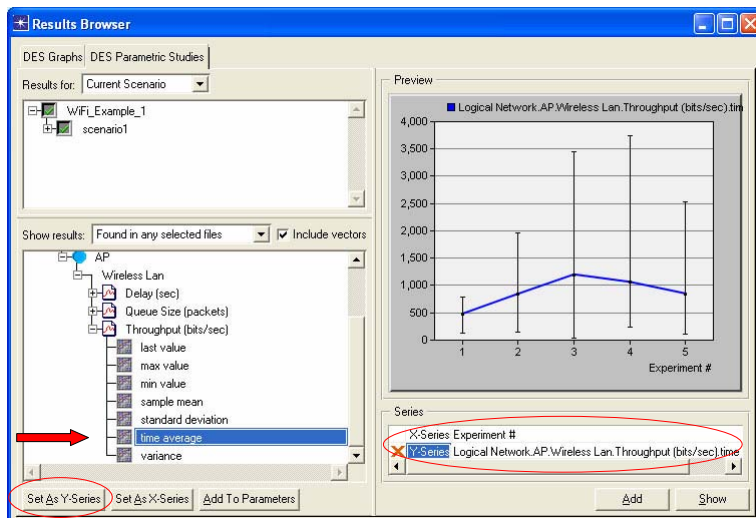 Results Browser
DES Graphs DES Parametric Studies
Results for: Current Scenario
WiFi_Example_1
scenario1
Show results: Found in any selected files Include vectors
AP
Wireless Lan
Delay (sec)
Queue Size (packets)
Throughput (bits/sec)
last value
max value
min value
sample mean
standard deviation
time average
variance
Set As Y-Series Set As X-Series Add To Parameters
Preview
Logical Network.AP.Wireless Lan.Throughput (bits/sec).tim
4,000
3,500
3,000
2,500
2,000
1,500
1,000
500
0
1 2 3 4 5
Experiment #
Series
X-Series Experiment #
Y-Series Logical Network.AP.Wireless Lan.Throughput (bits/sec).time
Add Show